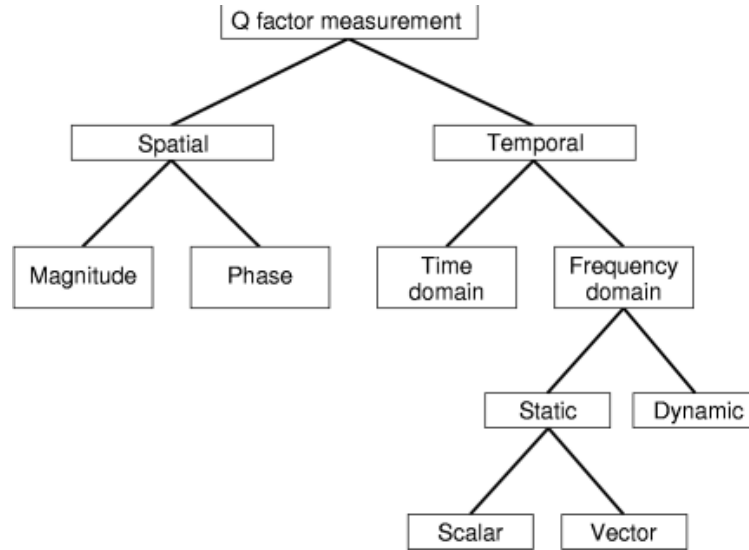 Q factor measurement
Spatial
Temporal
Magnitude
Phase
Time
domain
Frequency
domain
Static
Dynamic
Scalar
Vector